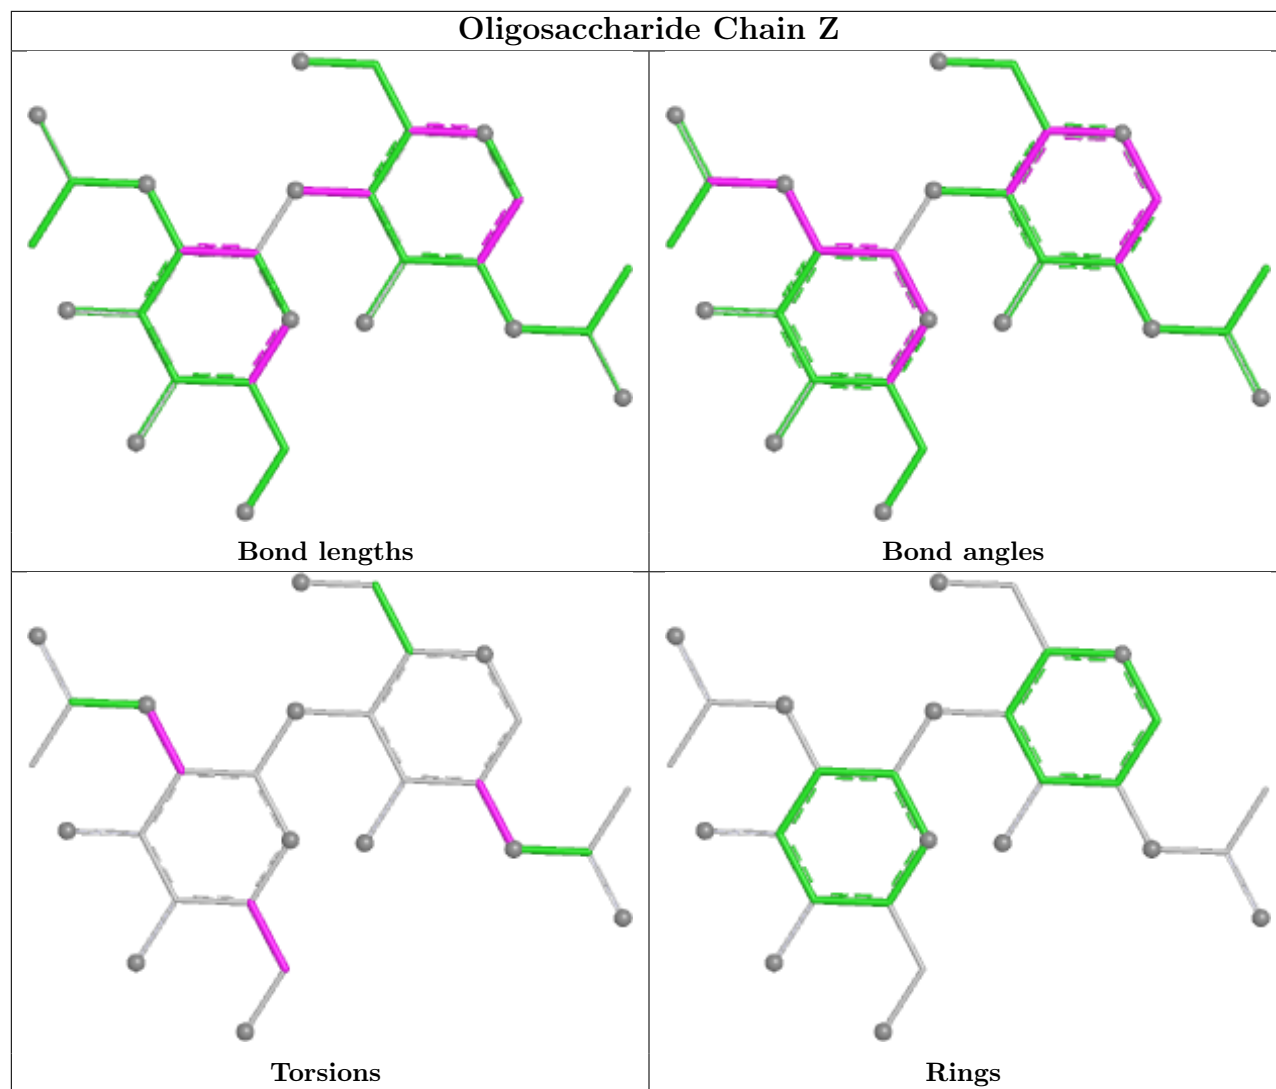 Oligosaccharide Chain Z
Bond lengths
Bond angles
Torsions
Rings